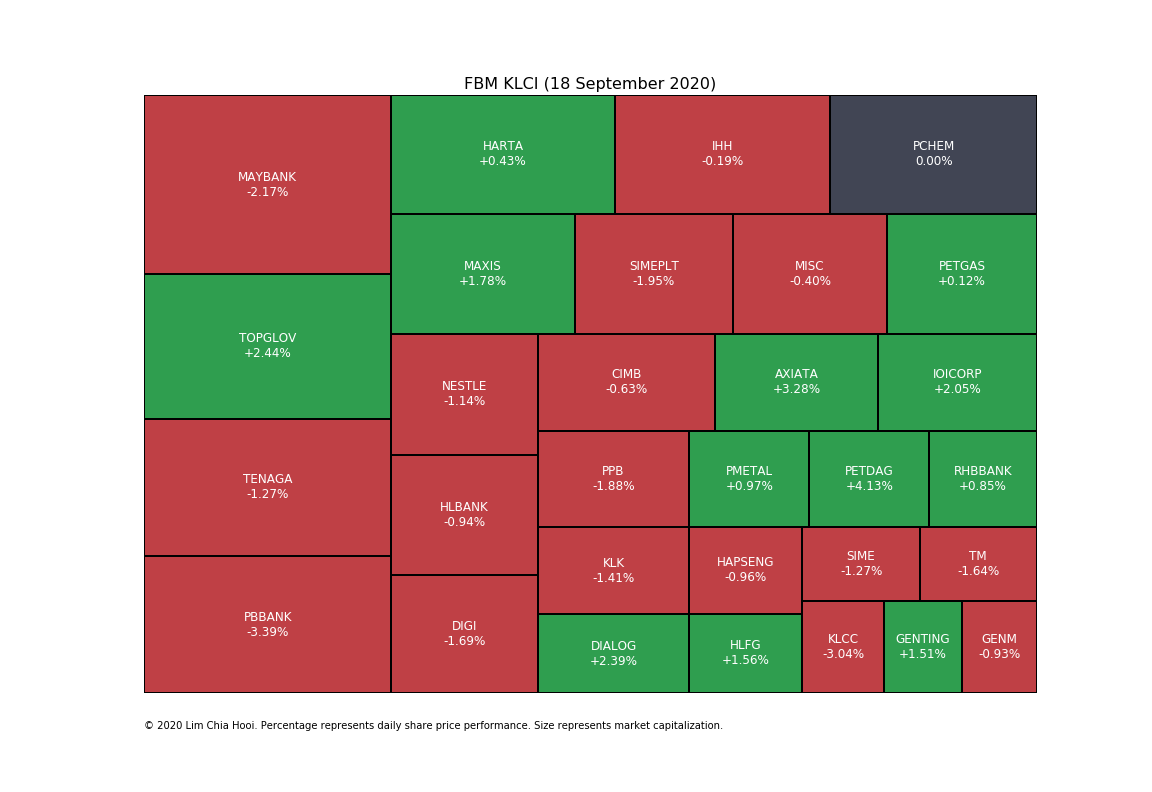 FBM KLCI (18 September 2020)
MAYBANK
-2.17%
TOPGLOV
+2.44%
TENAGA
-1.27%
PBBANK
-3.39%
HARTA
+0.43%
IHH
-0.19%
PCHEM
0.00%
MAXIS
+1.78%
SIMEPLT
-1.95%
MISC
-0.40%
PETGAS
+0.12%
NESTLE
-1.14%
HLBANK
-0.94%
DIGI
-1.69%
CIMB
-0.63%
AXIATA
+3.28%
IOICORP
+2.05%
PPB
-1.88%
PMETAL
+0.97%
PETDAG
+4.13%
RHBBANK
+0.85%
KLK
-1.41%
HAPSENG
-0.96%
SIME
-1.27%
TM
-1.64%
DIALOG
+2.39%
HLFG
+1.56%
KLCC
-3.04%
GENTING
+1.51%
GENM
-0.93%
© 2020 Lim Chia Hooi. Percentage represents daily share price performance. Size represents market capitalization.